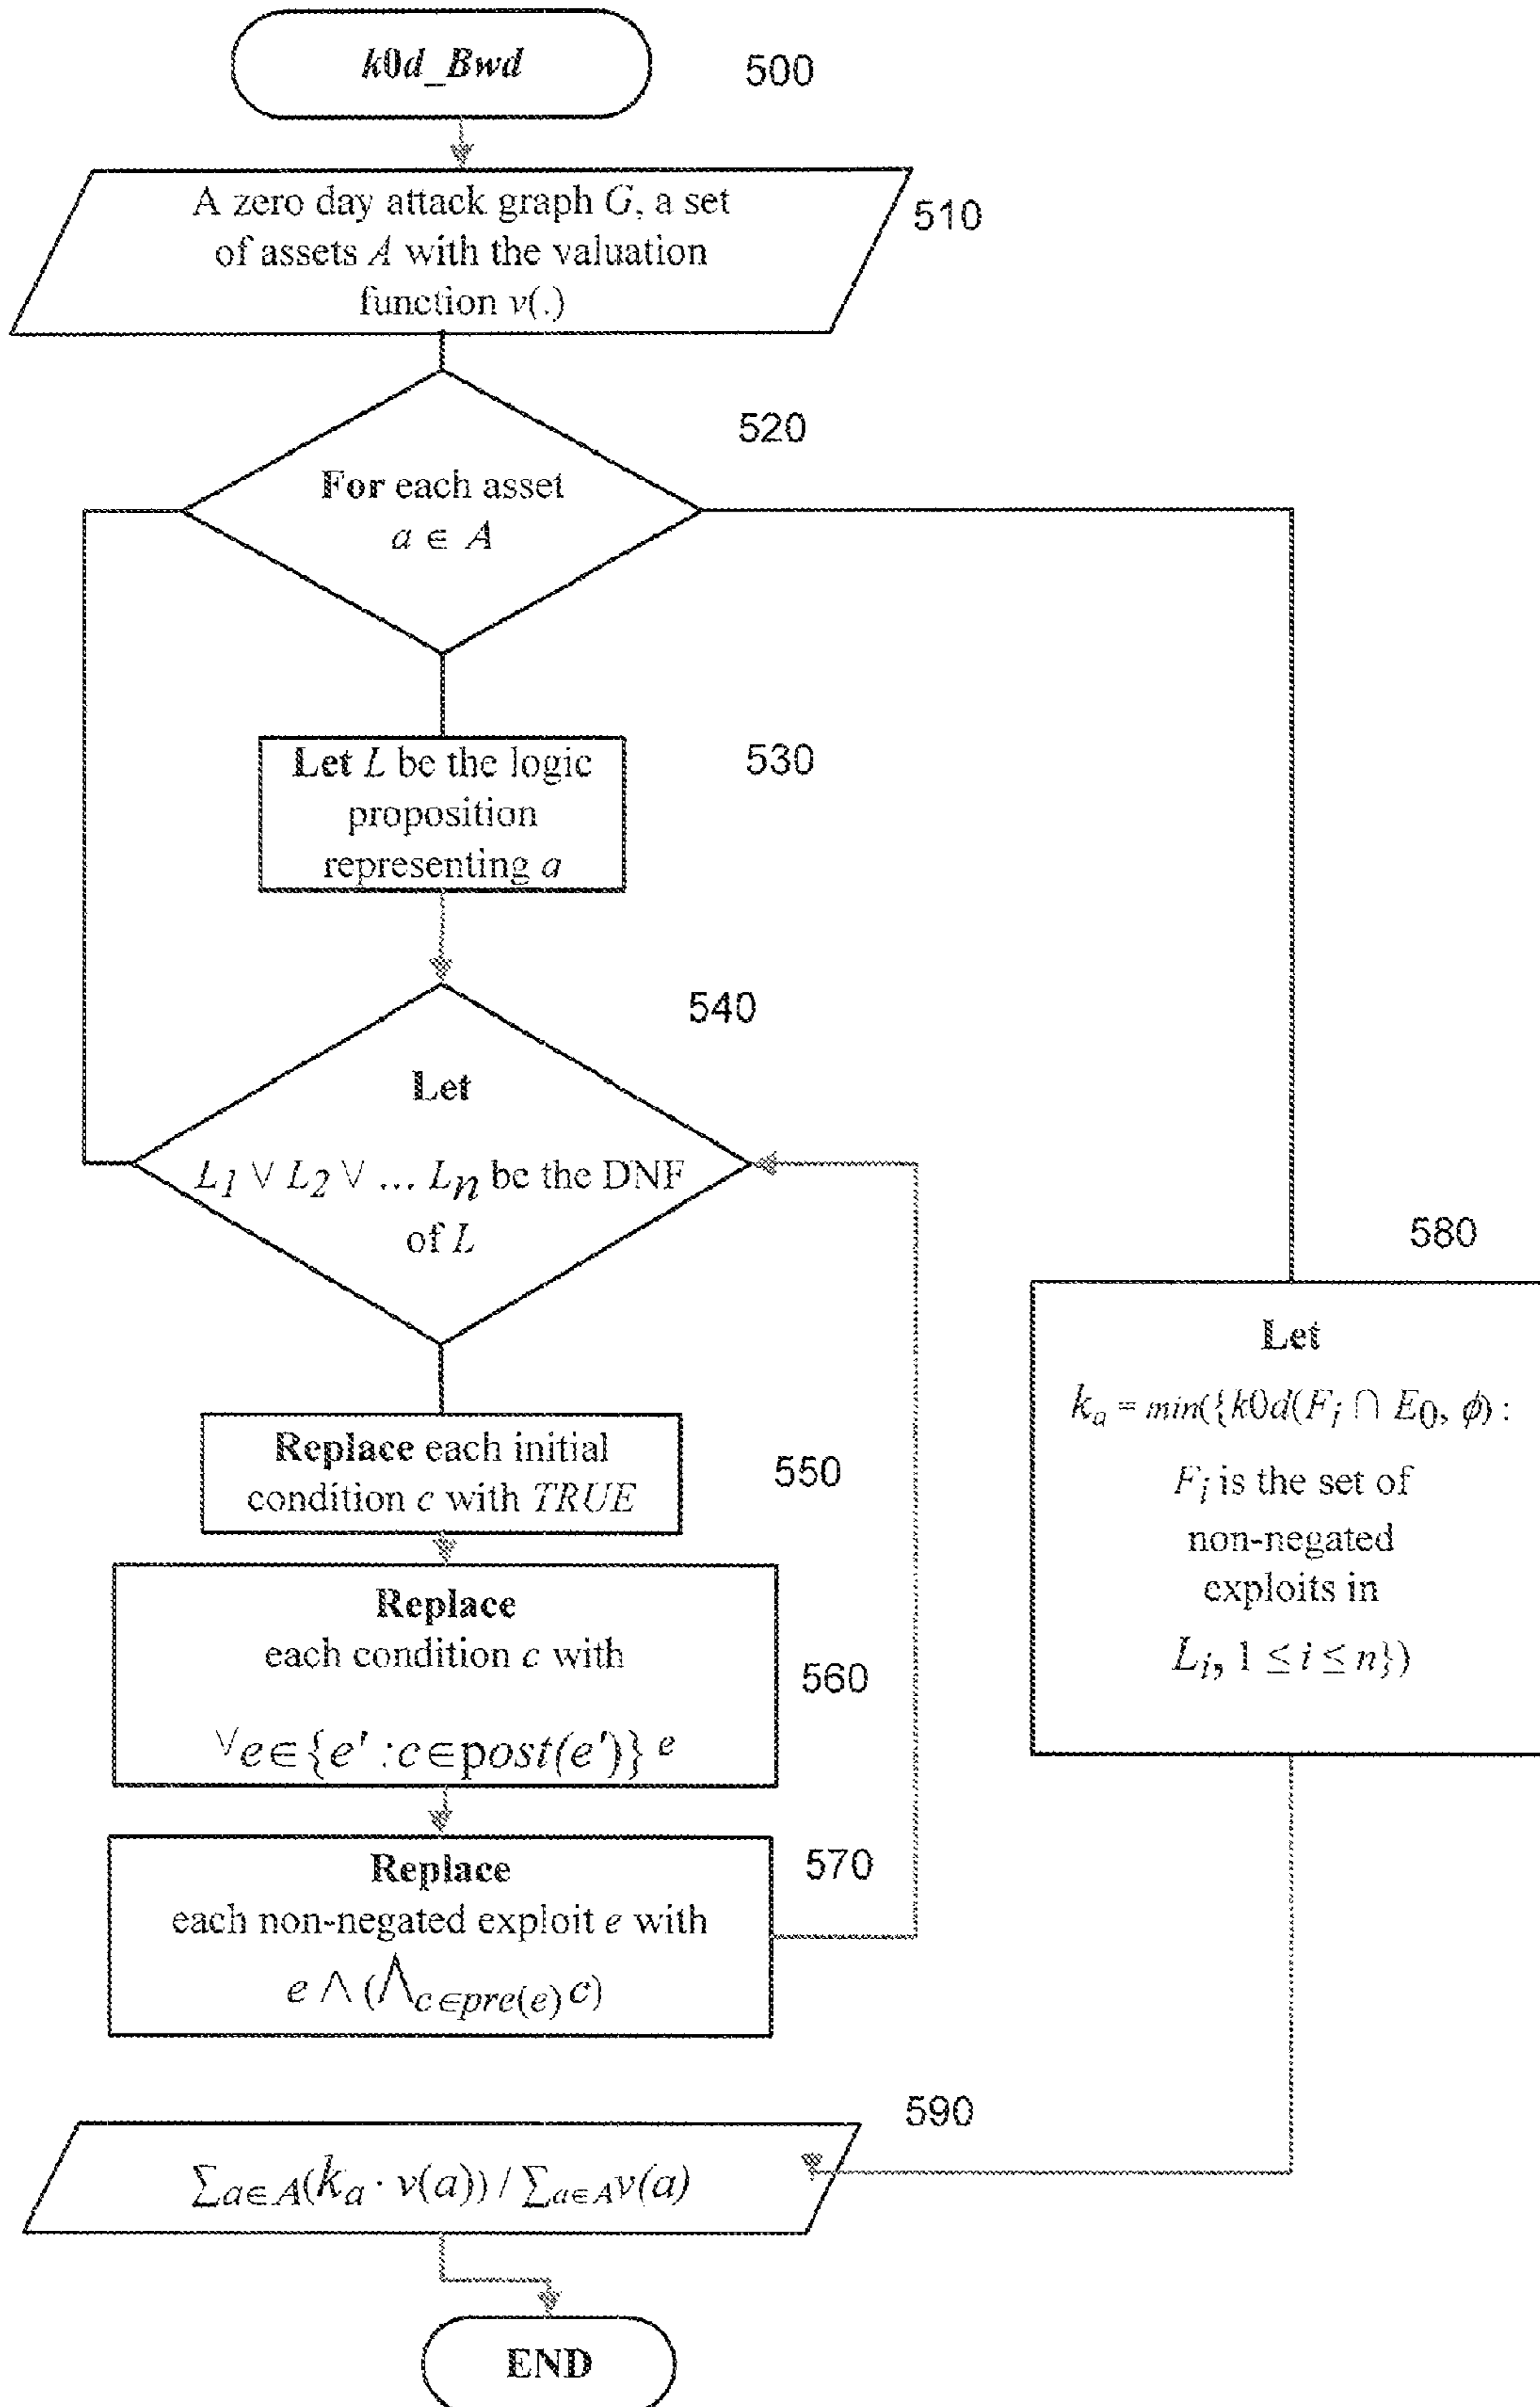 k0d_Bwd
500
A zero day attack graph G, a set
of assets A with the valuation
function v(.)
510
520
For each asset
a ∈ A
530
Let L be the logic
proposition
representing a
540
Let
L1 ∨ L2 ∨ ... Ln be the DNF
of L
550
Replace each initial
condition c with TRUE
560
Replace
each condition c with
∨e∈{e' :c∈post(e')} e
570
Replace
each non-negated exploit e with
e ∧ (∧c∈pre(e) c)
580
Let
ka = min({k0d(Fi ∩ E0, ϕ) :
Fi is the set of
non-negated
exploits in
Li, 1 ≤ i ≤ n})
590
∑a∈A(ka · v(a)) / ∑a∈Av(a)
END